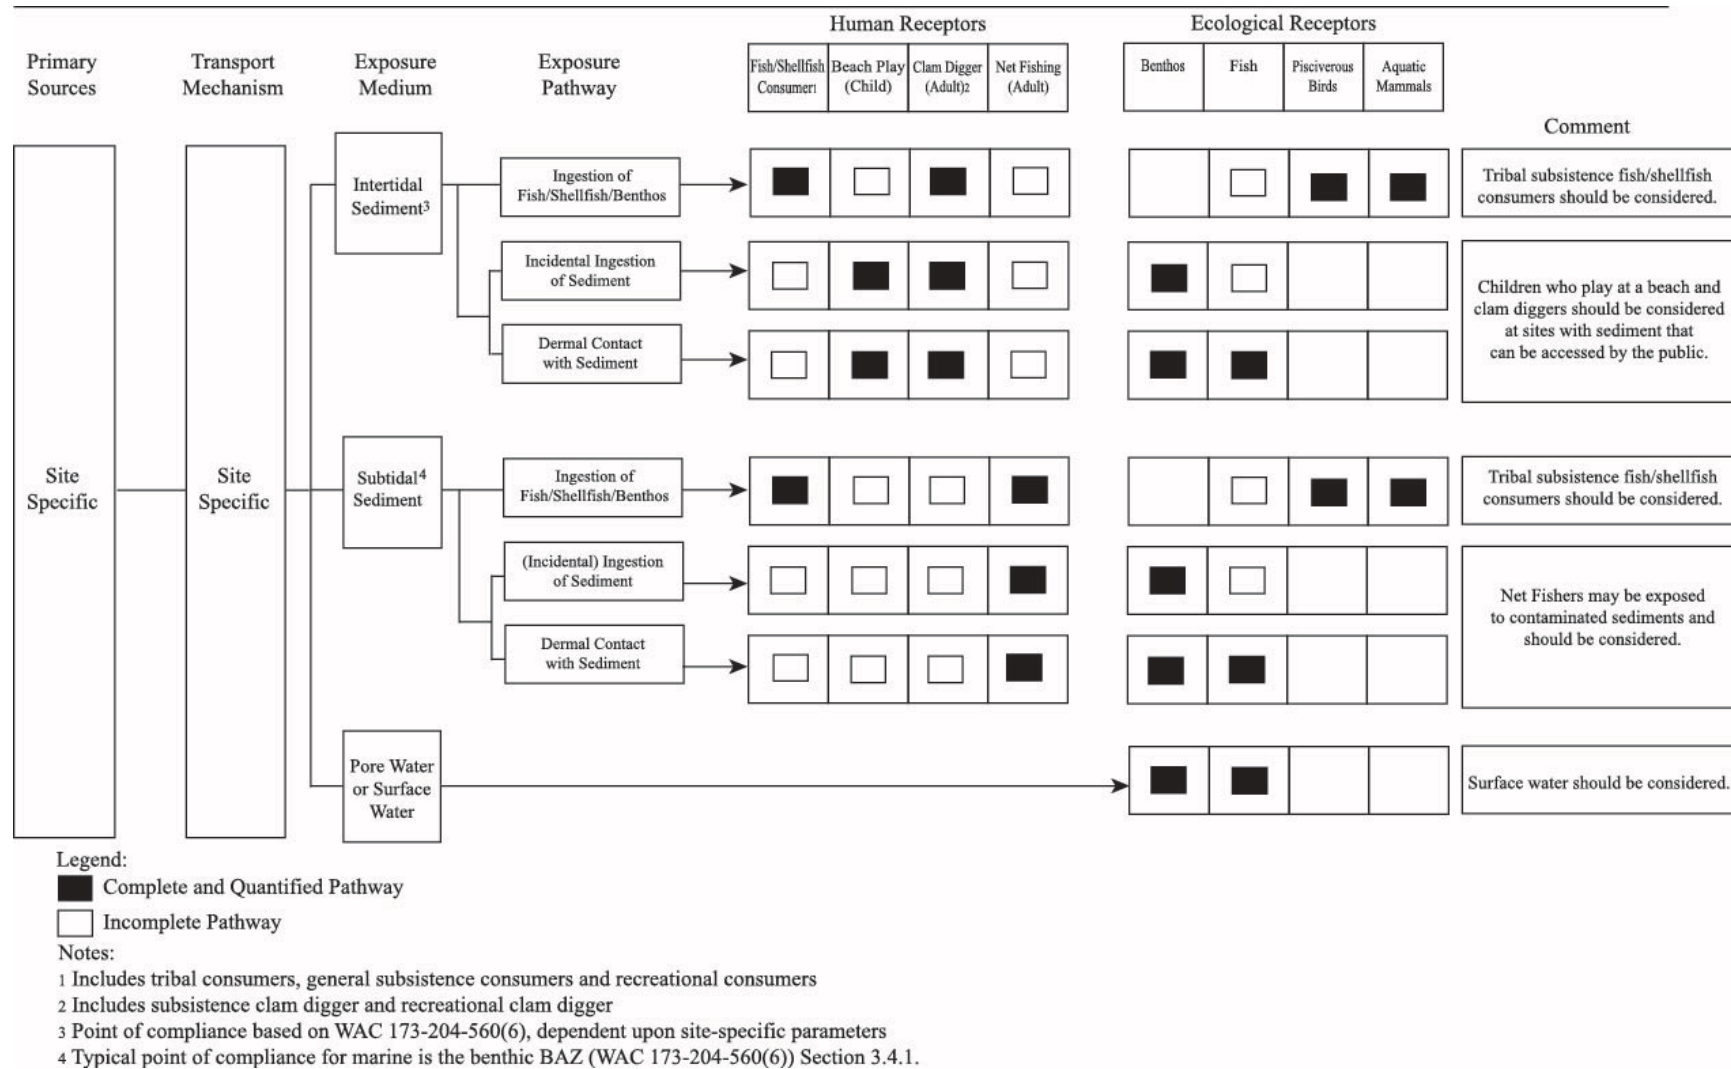 Human Receptors
Ecological Receptors
Primary
Sources
Transport
Mechanism
Exposure
Medium
Exposure
Pathway
Fish/Shellfish
Consumer1
Beach Play
(Child)
Clam Digger
(Adult)2
Net Fishing
(Adult)
Benthos
Fish
Pisciverous
Birds
Aquatic
Mammals
Comment
Site
Specific
Site
Specific
Intertidal
Sediment3
Ingestion of
Fish/Shellfish/Benthos
Tribal subsistence fish/shellfish
consumers should be considered.
Incidental Ingestion
of Sediment
Dermal Contact
with Sediment
Children who play at a beach and
clam diggers should be considered
at sites with sediment that
can be accessed by the public.
Subtidal4
Sediment
Ingestion of
Fish/Shellfish/Benthos
Tribal subsistence fish/shellfish
consumers should be considered.
(Incidental) Ingestion
of Sediment
Dermal Contact
with Sediment
Net Fishers may be exposed
to contaminated sediments and
should be considered.
Pore Water
or Surface
Water
Surface water should be considered.
Legend:
Complete and Quantified Pathway
Incomplete Pathway
Notes:
1 Includes tribal consumers, general subsistence consumers and recreational consumers
2 Includes subsistence clam digger and recreational clam digger
3 Point of compliance based on WAC 173-204-560(6), dependent upon site-specific parameters
4 Typical point of compliance for marine is the benthic BAZ (WAC 173-204-560(6)) Section 3.4.1.